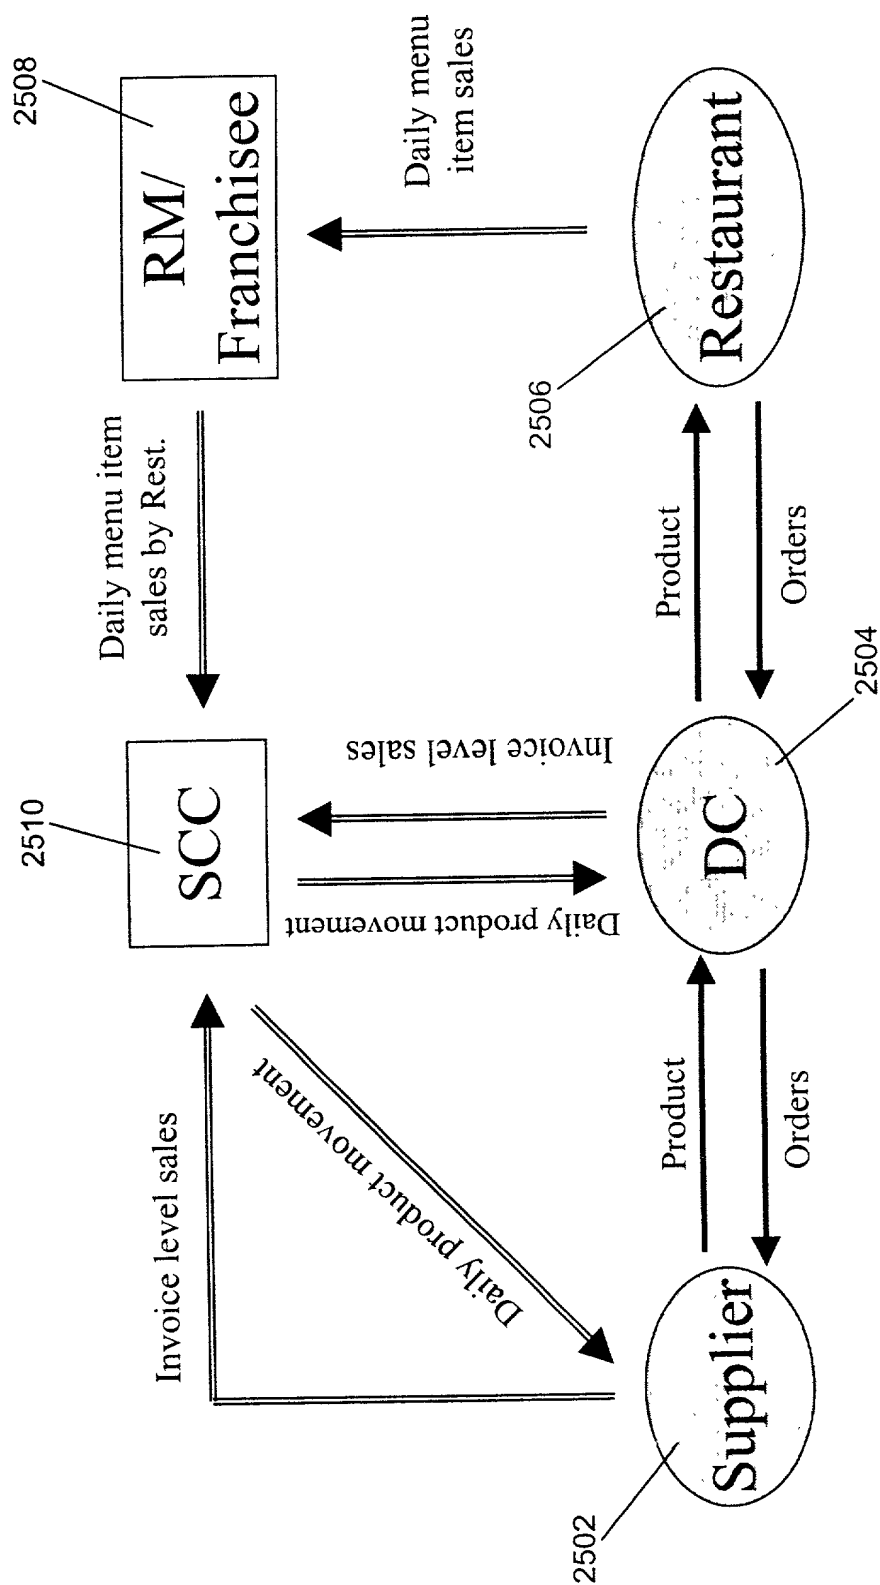 2510
SCC
Daily menu item
sales by Rest.
2508
RM/
Franchisee
Invoice level sales
Daily product movement
Daily product movement
Invoice level sales
Daily menu
item sales
2502
Supplier
Product
Orders
DC
2504
Product
Orders
2506
Restaurant